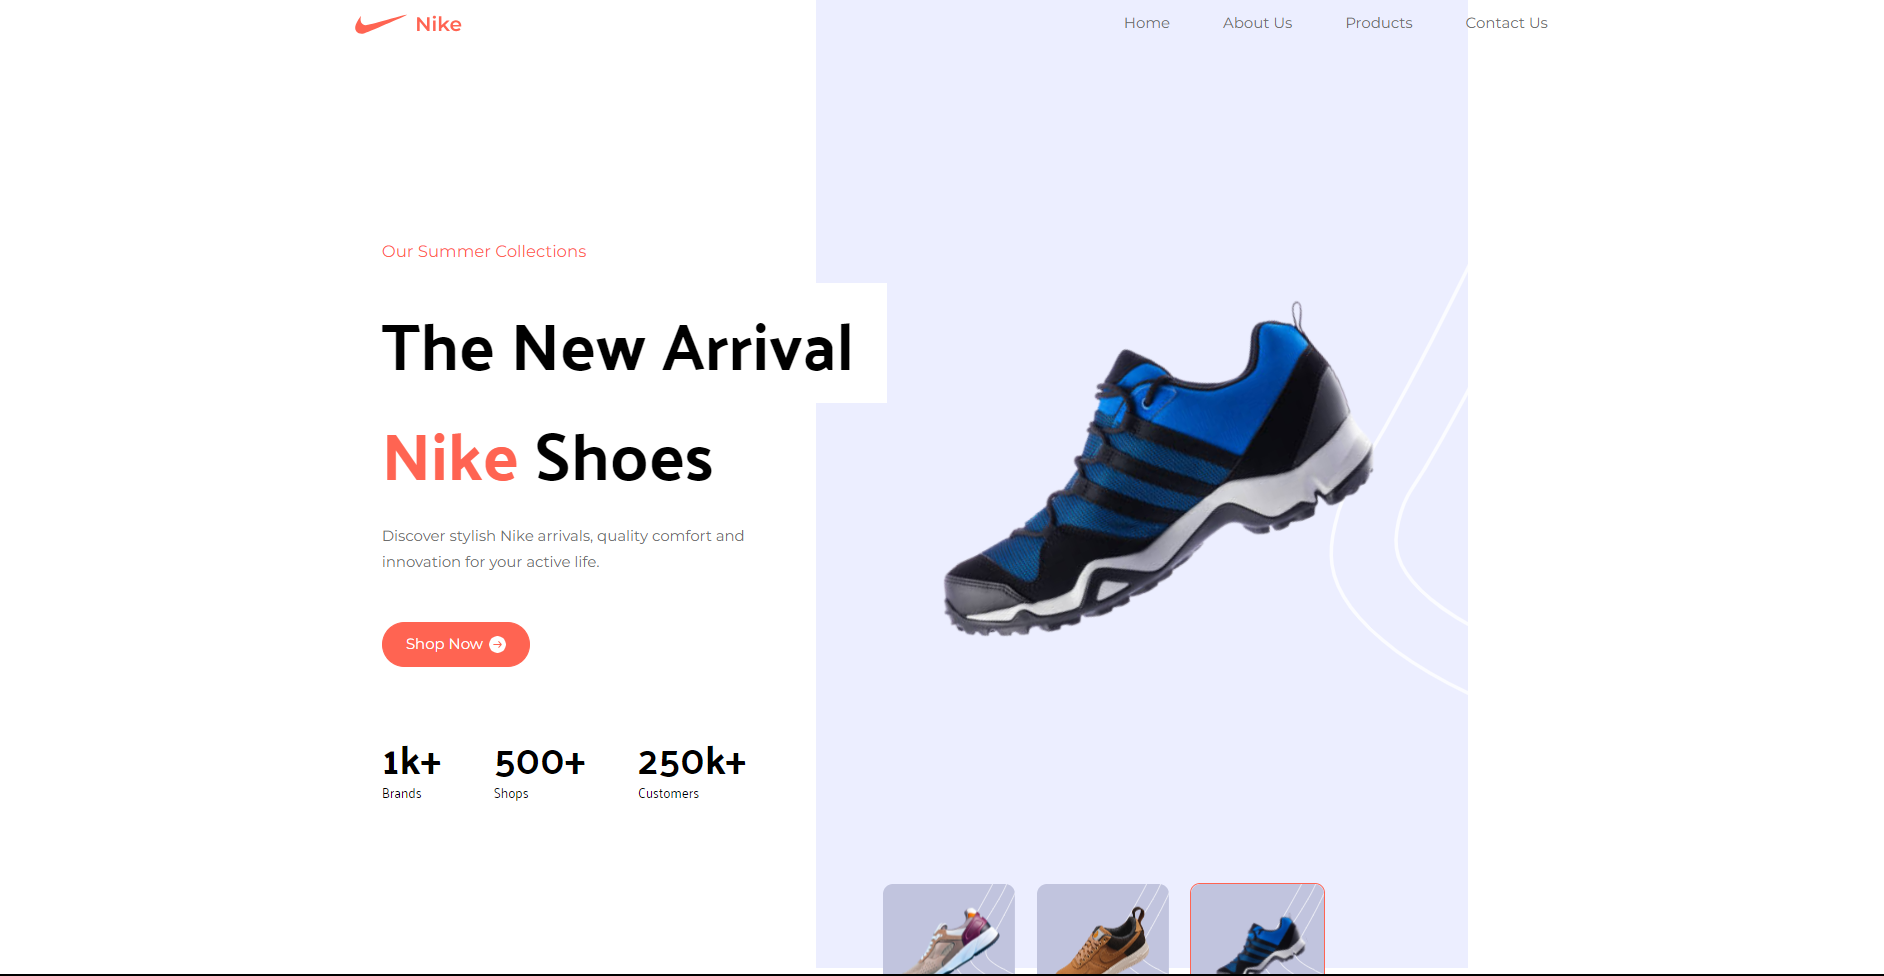 Nike
Home About Us Products Contact Us
Our Summer Collections
The New Arrival
Nike Shoes
Discover stylish Nike arrivals, quality comfort and
innovation for your active life.
Shop Now
1k+ 500+ 250k+
Brands Shops Customers